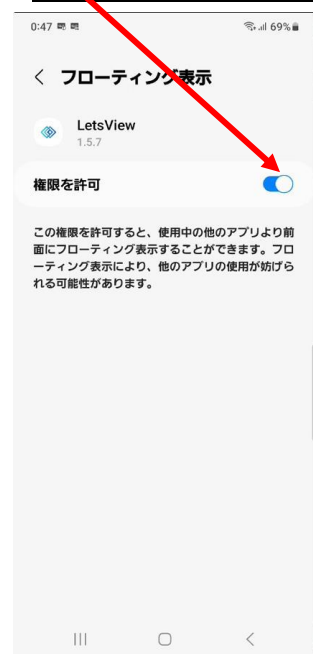 0:47 69%
フローティング表示
LetsView
1.5.7
権限を許可
この権限を許可すると、使用中の他のアプリより前
面にフローティング表示することができます。フロ
ーティング表示により、他のアプリの使用が妨げら
れる可能性があります。